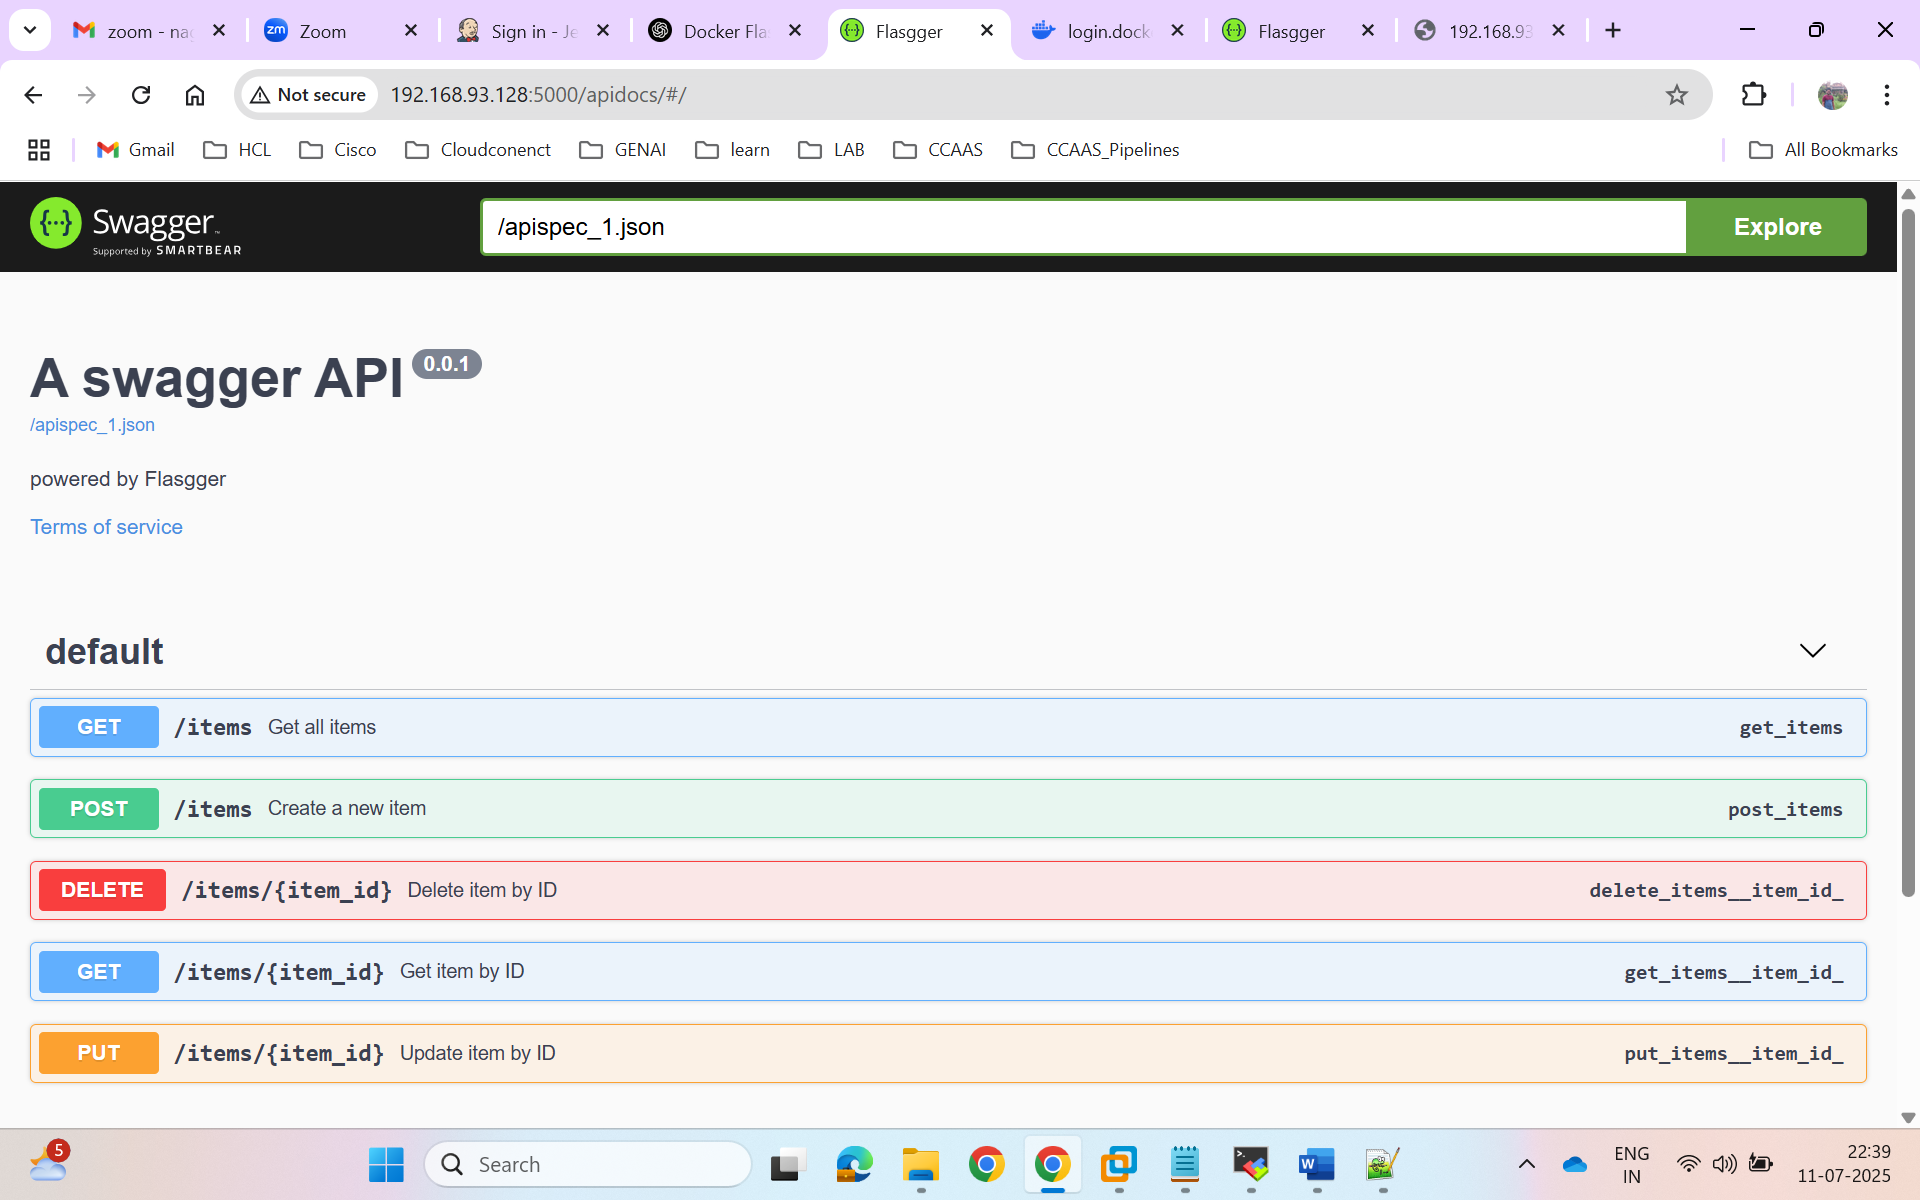 zoom - nag
Zoom
Sign in - Je
Docker Fla
Flasgger
login.dock
Flasgger
192.168.93
Not secure
192.168.93.128:5000/apidocs/#/
Gmail
HCL
Cisco
Cloudconenct
GENAI
learn
LAB
CCAAS
CCAAS_Pipelines
All Bookmarks
Swagger
Supported by SMARTBEAR
/apispec_1.json
Explore
A swagger API 0.0.1
/apispec_1.json
powered by Flasgger
Terms of service
default
GET /items Get all items get_items
POST /items Create a new item post_items
DELETE /items/{item_id} Delete item by ID delete_items__item_id_
GET /items/{item_id} Get item by ID get_items__item_id_
PUT /items/{item_id} Update item by ID put_items__item_id_
5
Search
ENG
IN
22:39
11-07-2025